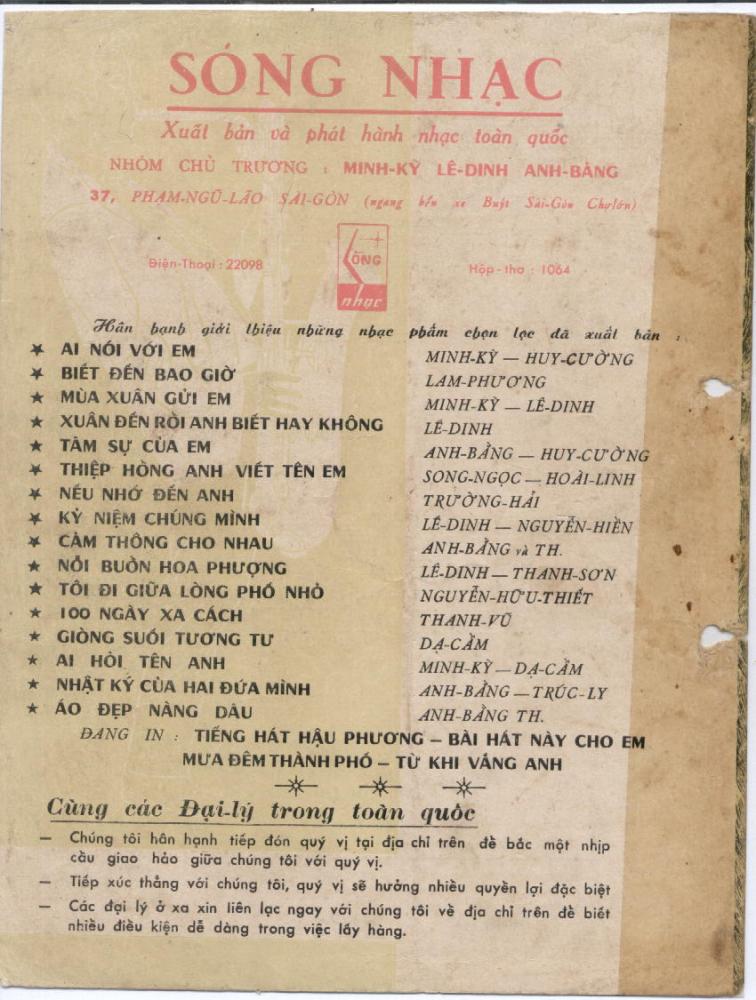 SÓNG NHẠC
Xuất bản và phát hành nhạc toàn quốc
NHÓM CHỦ TRƯƠNG : MINH-KỲ LÊ-DINH ANH-BẰNG
37, PHẠM-NGŨ-LÃO SÀI-GÒN (ngang bến xe Buýt Sài-Gòn Chợlớn)
Điện-Thoại : 22098
SÓNG
nhạc
Hộp-thơ : 1064
Hân hạnh giới thiệu những nhạc phẩm chọn lọc đã xuất bản :
★ AI NÓI VỚI EM MINH-KỲ — HUY-CƯỜNG
★ BIẾT ĐẾN BAO GIỜ LAM-PHƯƠNG
★ MÙA XUÂN GỬI EM MINH-KỲ — LÊ-DINH
★ XUÂN ĐẾN RỒI ANH BIẾT HAY KHÔNG LÊ-DINH
★ TÂM SỰ CỦA EM ANH-BẰNG — HUY-CƯỜNG
★ THIỆP HỒNG ANH VIẾT TÊN EM SONG-NGỌC — HOÀI-LINH
★ NẾU NHỚ ĐẾN ANH TRƯỜNG-HẢI
★ KỶ NIỆM CHÚNG MÌNH LÊ-DINH — NGUYỄN-HIỀN
★ CẢM THÔNG CHO NHAU ANH-BẰNG và TH.
★ NỖI BUỒN HOA PHƯỢNG LÊ-DINH — THANH-SƠN
★ TÔI ĐI GIỮA LÒNG PHỐ NHỎ NGUYỄN-HỮU-THIẾT
★ 100 NGÀY XA CÁCH THANH-VŨ
★ GIÒNG SUỐI TƯƠNG TƯ DẠ-CẦM
★ AI HỎI TÊN ANH MINH-KỲ — DẠ-CẦM
★ NHẬT KÝ CỦA HAI ĐỨA MÌNH ANH-BẰNG — TRÚC-LY
★ ÁO ĐẸP NÀNG DÂU ANH-BẰNG TH.
ĐANG IN : TIẾNG HÁT HẬU PHƯƠNG – BÀI HÁT NÀY CHO EM
MƯA ĐÊM THÀNH PHỐ – TỪ KHI VẮNG ANH
Cùng các Đại-lý trong toàn quốc
— Chúng tôi hân hạnh tiếp đón quý vị tại địa chỉ trên để bắc một nhịp
cầu giao hảo giữa chúng tôi với quý vị.
— Tiếp xúc thẳng với chúng tôi, quý vị sẽ hưởng nhiều quyền lợi đặc biệt
— Các đại lý ở xa xin liên lạc ngay với chúng tôi về địa chỉ trên để biết
nhiều điều kiện dễ dàng trong việc lấy hàng.